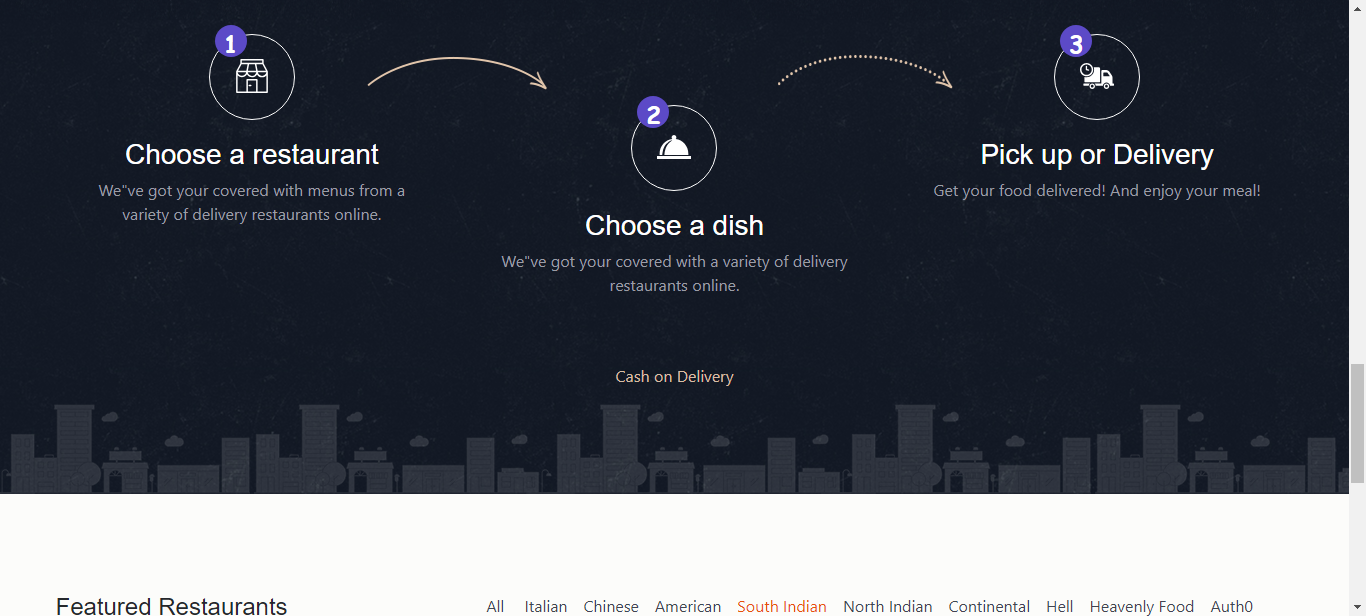 1
Choose a restaurant
We"ve got your covered with menus from a
variety of delivery restaurants online.
2
Choose a dish
We"ve got your covered with a variety of delivery
restaurants online.
3
Pick up or Delivery
Get your food delivered! And enjoy your meal!
Cash on Delivery
Featured Restaurants
All Italian Chinese American South Indian North Indian Continental Hell Heavenly Food Auth0